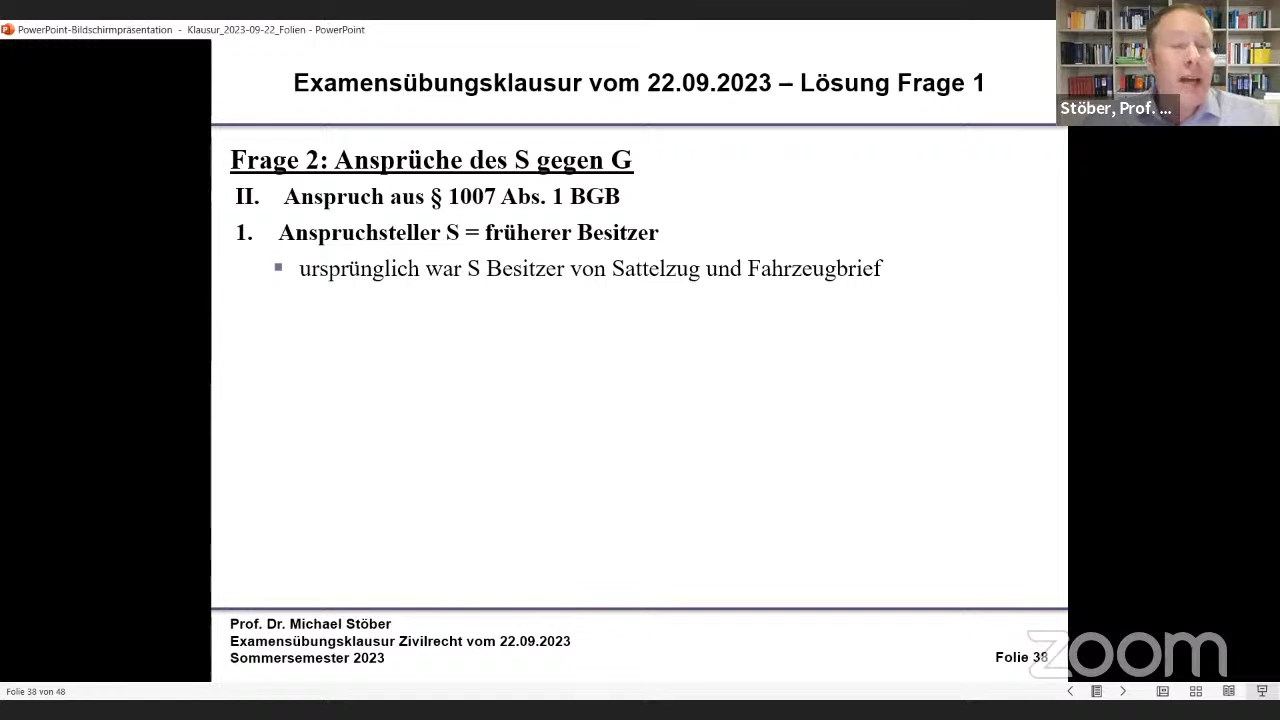 PowerPoint-Bildschirmpräsentation - Klausur_2023-09-22_Folien - PowerPoint
Examensübungsklausur vom 22.09.2023 – Lösung Frage 1
Stöber, Prof. ...
Frage 2: Ansprüche des S gegen G
II. Anspruch aus § 1007 Abs. 1 BGB
1. Anspruchsteller S = früherer Besitzer
▪ ursprünglich war S Besitzer von Sattelzug und Fahrzeugbrief
Prof. Dr. Michael Stöber
Examensübungsklausur Zivilrecht vom 22.09.2023
Sommersemester 2023
Folie 38
zoom
Folie 38 von 48